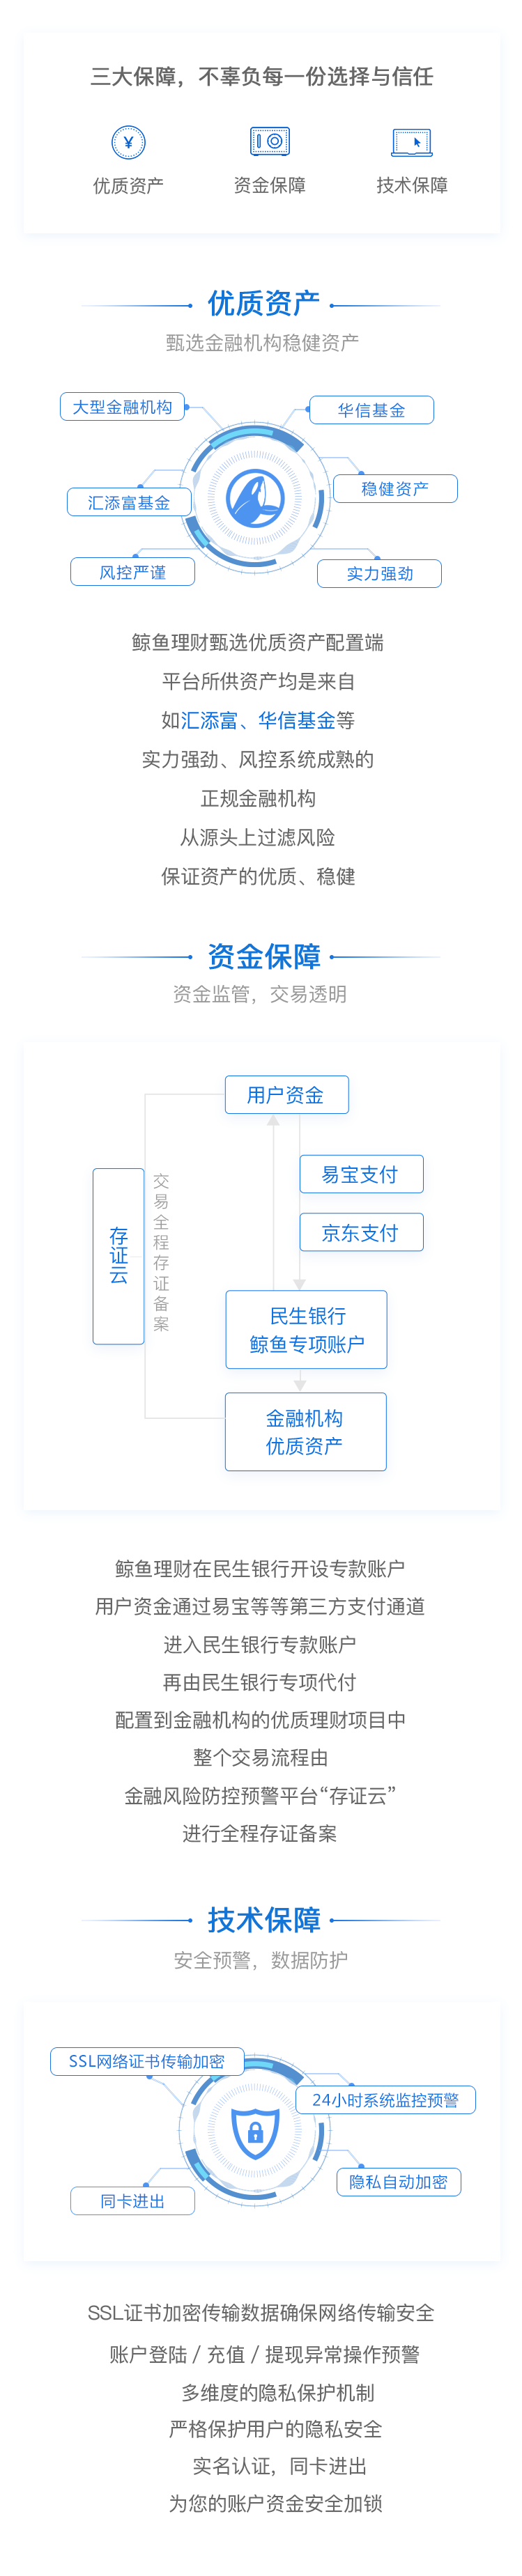 三大保障，不辜负每一份选择与信任
¥
优质资产 资金保障 技术保障
优质资产
甄选金融机构稳健资产
大型金融机构
华信基金
稳健资产
汇添富基金
风控严谨
实力强劲
鲸鱼理财甄选优质资产配置端
平台所供资产均是来自
如汇添富、华信基金等
实力强劲、风控系统成熟的
正规金融机构
从源头上过滤风险
保证资产的优质、稳健
资金保障
资金监管，交易透明
用户资金
易宝支付
京东支付
存证云
交易全程存证备案
民生银行
鲸鱼专项账户
金融机构
优质资产
鲸鱼理财在民生银行开设专款账户
用户资金通过易宝等等第三方支付通道
进入民生银行专款账户
再由民生银行专项代付
配置到金融机构的优质理财项目中
整个交易流程由
金融风险防控预警平台“存证云”
进行全程存证备案
技术保障
安全预警，数据防护
SSL网络证书传输加密
24小时系统监控预警
隐私自动加密
同卡进出
SSL证书加密传输数据确保网络传输安全
账户登陆 / 充值 / 提现异常操作预警
多维度的隐私保护机制
严格保护用户的隐私安全
实名认证，同卡进出
为您的账户资金安全加锁